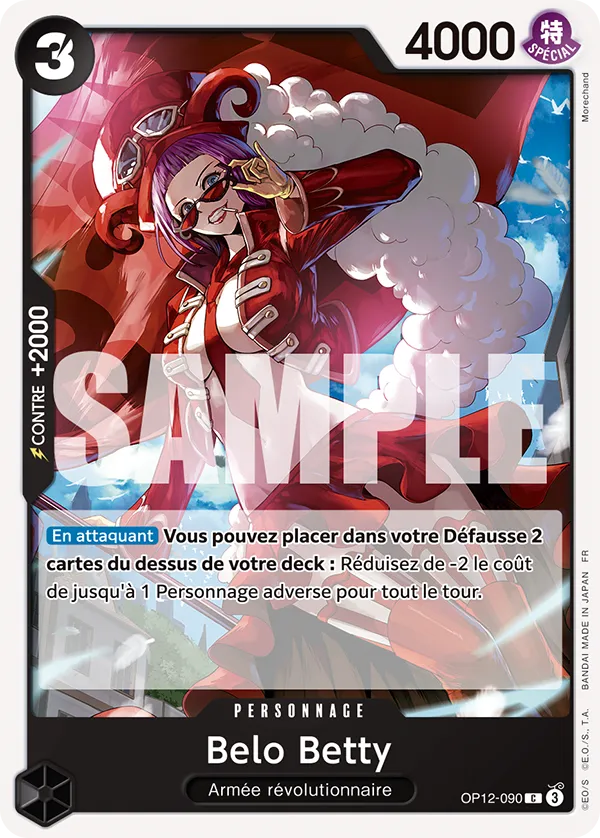 3
4000
特
SPÉCIAL
Morechand
CONTRE +2000
SAMPLE
En attaquant Vous pouvez placer dans votre Défausse 2
cartes du dessus de votre deck : Réduisez de -2 le coût
de jusqu'à 1 Personnage adverse pour tout le tour.
©EO/S ©E.O./S., T.A. BANDAI MADE IN JAPAN FR
PERSONNAGE
Belo Betty
Armée révolutionnaire
OP12-090 C 3